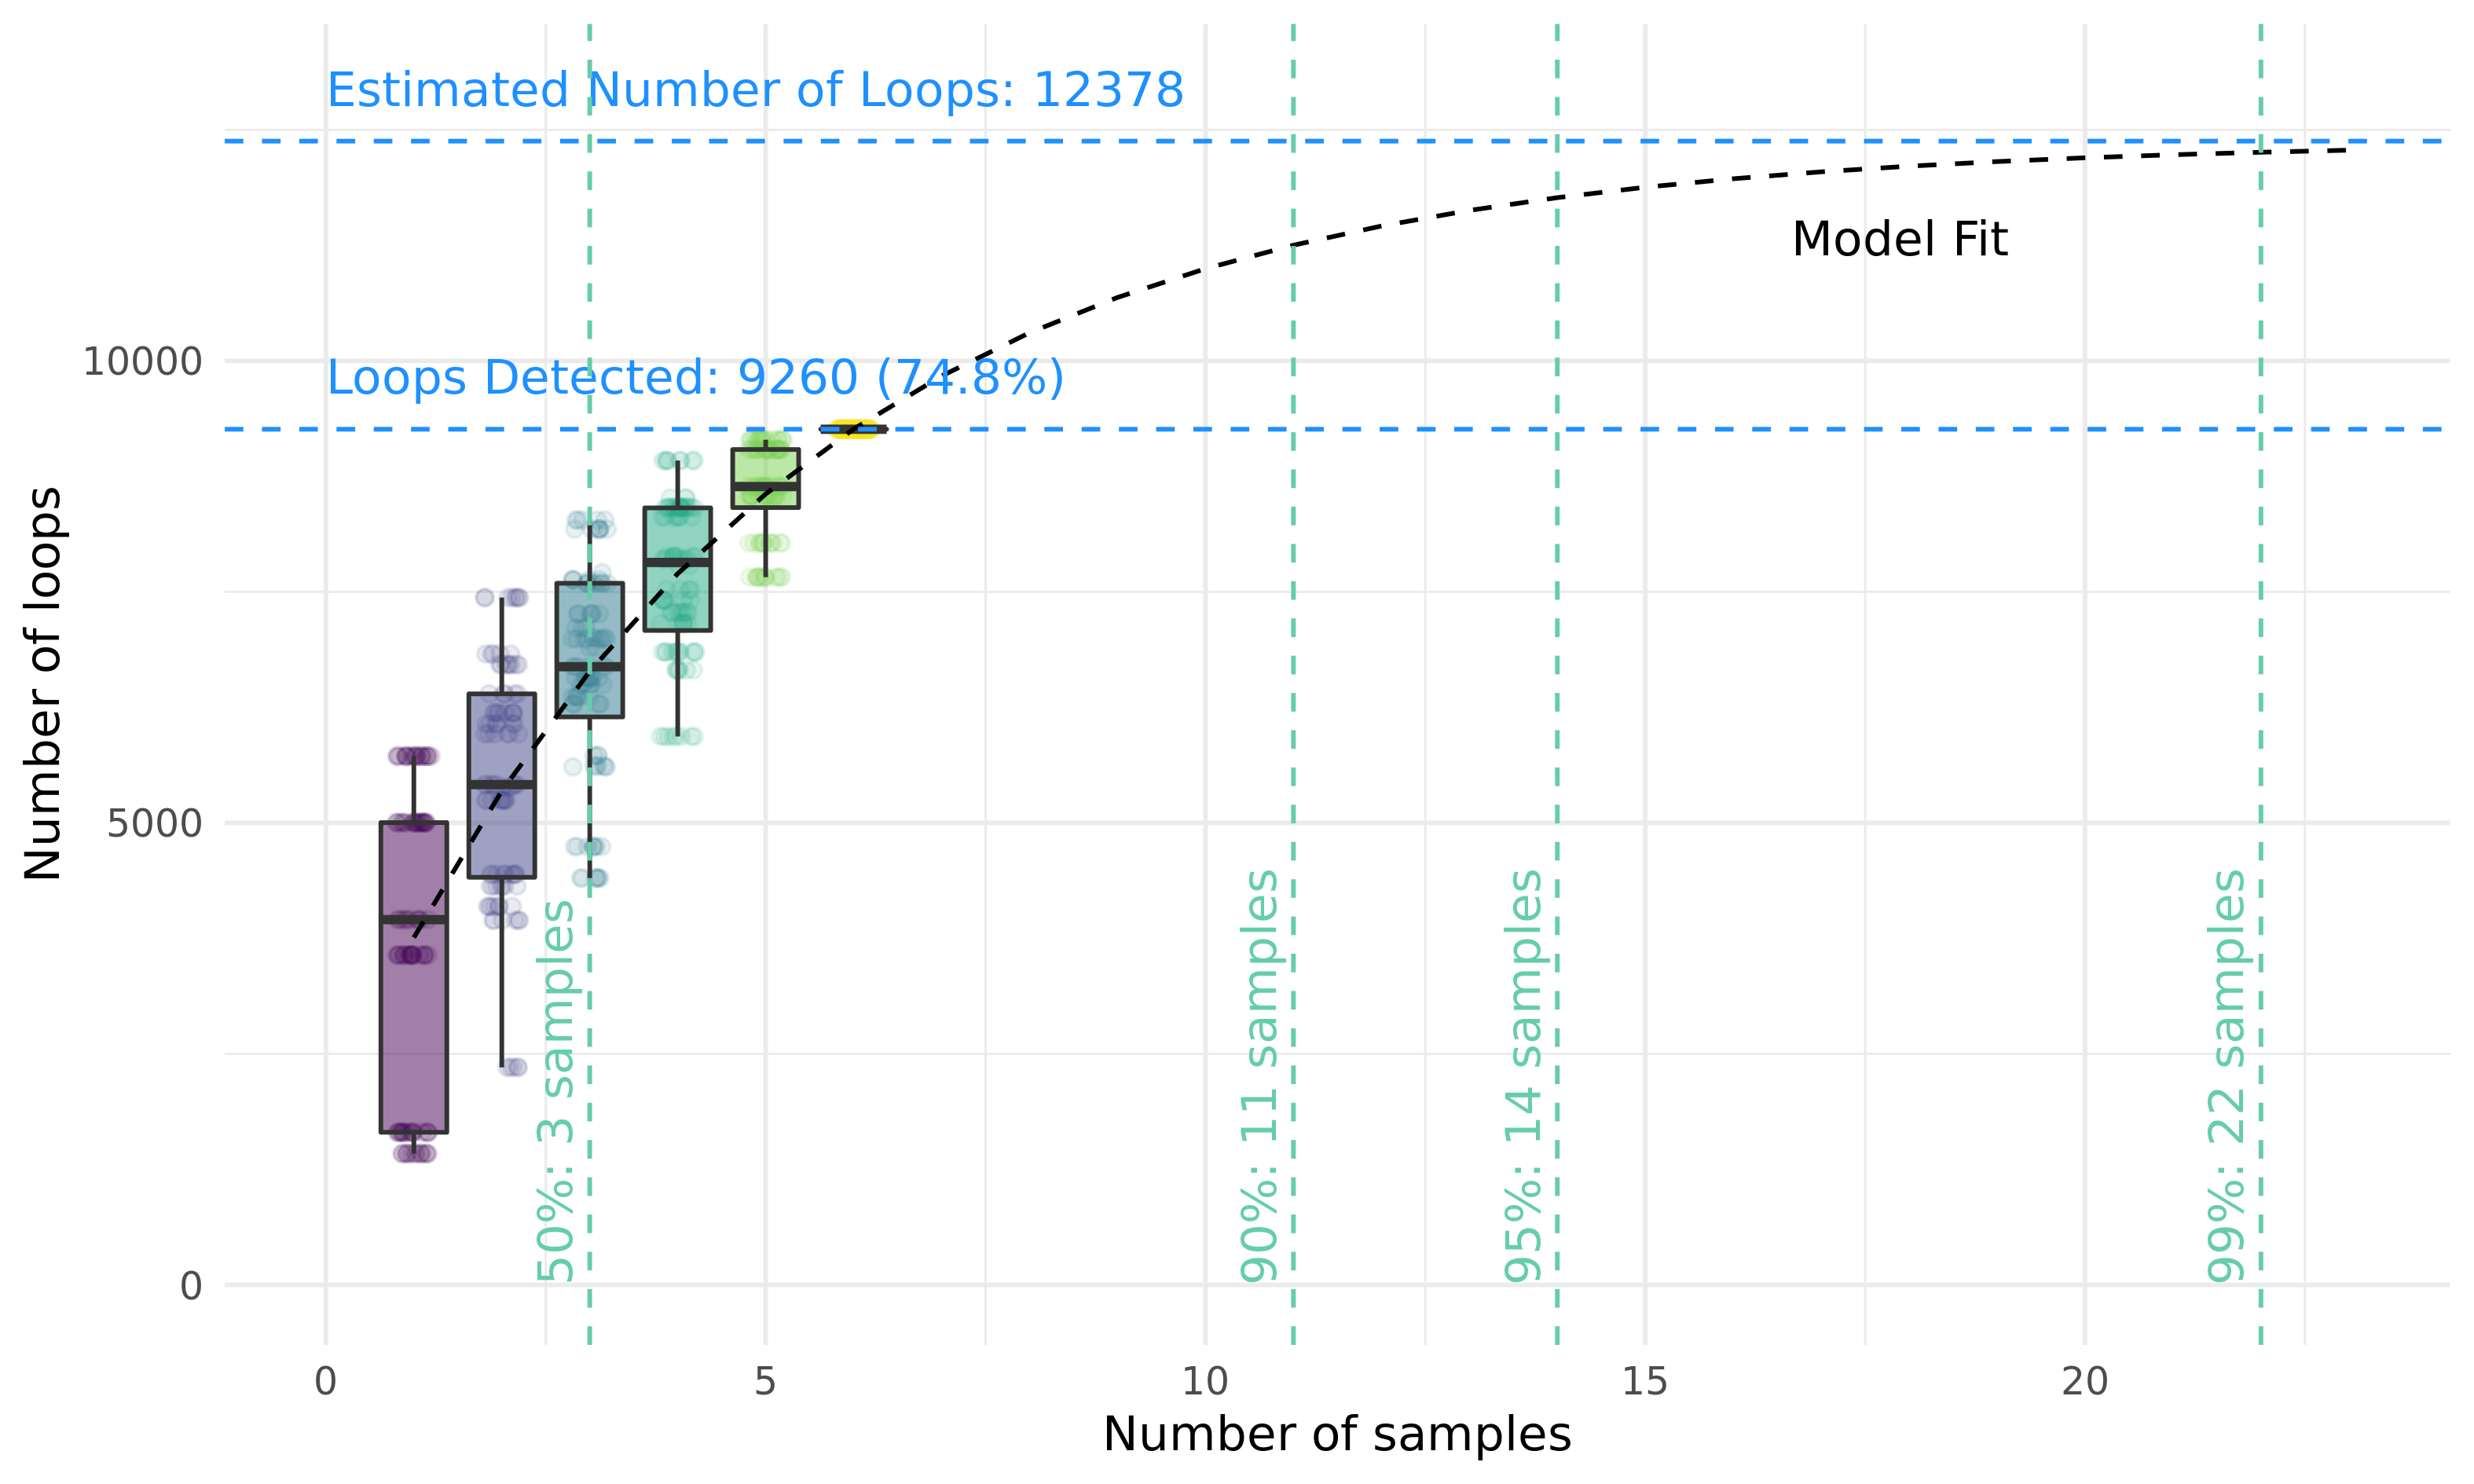 Estimated Number of Loops: 12378
Loops Detected: 9260 (74.8%)
Model Fit
10000
5000
0
Number of loops
50%: 3 samples
90%: 11 samples
95%: 14 samples
99%: 22 samples
0 5 10 15 20
Number of samples